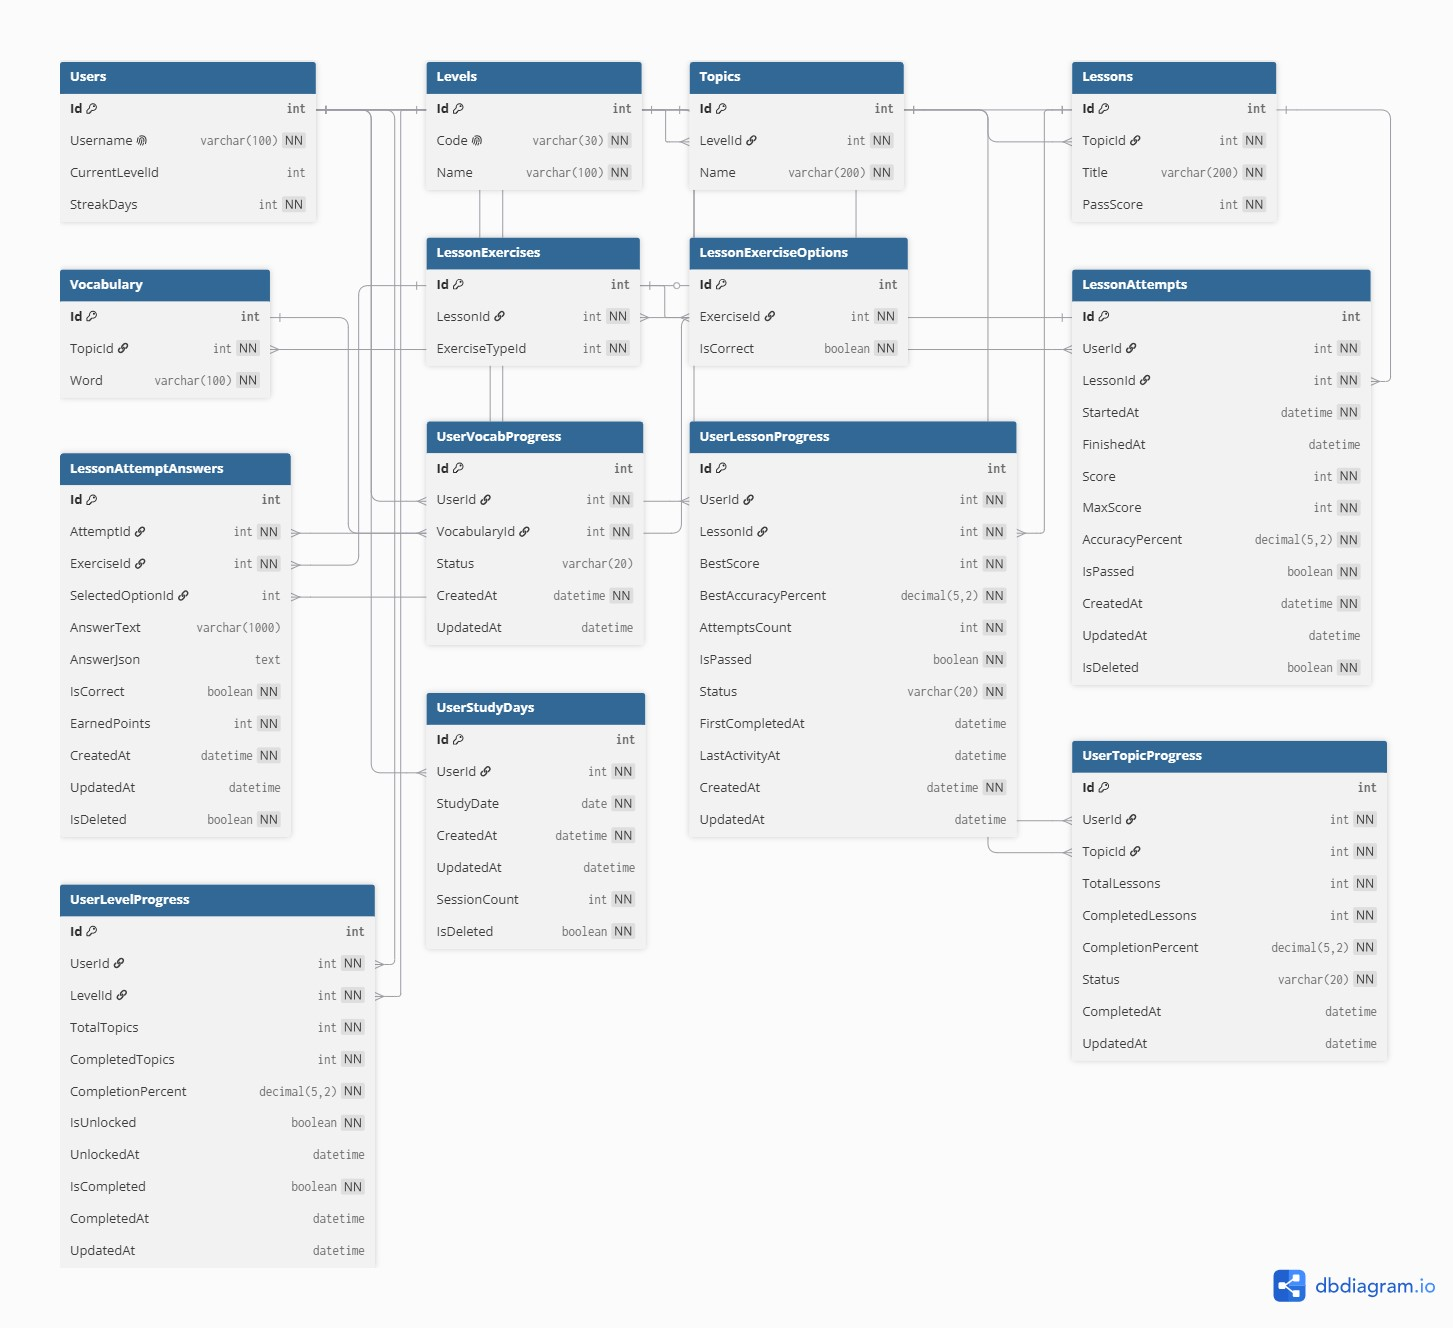 Users
Id int
Username varchar(100) NN
CurrentLevelId int
StreakDays int NN
Levels
Id int
Code varchar(30) NN
Name varchar(100) NN
Topics
Id int
LevelId int NN
Name varchar(200) NN
Lessons
Id int
TopicId int NN
Title varchar(200) NN
PassScore int NN
Vocabulary
Id int
TopicId int NN
Word varchar(100) NN
LessonExercises
Id int
LessonId int NN
ExerciseTypeId int NN
LessonExerciseOptions
Id int
ExerciseId int NN
IsCorrect boolean NN
LessonAttempts
Id int
UserId int NN
LessonId int NN
StartedAt datetime NN
FinishedAt datetime
Score int NN
MaxScore int NN
AccuracyPercent decimal(5,2) NN
IsPassed boolean NN
CreatedAt datetime NN
UpdatedAt datetime
IsDeleted boolean NN
LessonAttemptAnswers
Id int
AttemptId int NN
ExerciseId int NN
SelectedOptionId int
AnswerText varchar(1000)
AnswerJson text
IsCorrect boolean NN
EarnedPoints int NN
CreatedAt datetime NN
UpdatedAt datetime
IsDeleted boolean NN
UserVocabProgress
Id int
UserId int NN
VocabularyId int NN
Status varchar(20)
CreatedAt datetime NN
UpdatedAt datetime
UserLessonProgress
Id int
UserId int NN
LessonId int NN
BestScore int NN
BestAccuracyPercent decimal(5,2) NN
AttemptsCount int NN
IsPassed boolean NN
Status varchar(20) NN
FirstCompletedAt datetime
LastActivityAt datetime
CreatedAt datetime NN
UpdatedAt datetime
UserStudyDays
Id int
UserId int NN
StudyDate date NN
CreatedAt datetime NN
UpdatedAt datetime
SessionCount int NN
IsDeleted boolean NN
UserTopicProgress
Id int
UserId int NN
TopicId int NN
TotalLessons int NN
CompletedLessons int NN
CompletionPercent decimal(5,2) NN
Status varchar(20) NN
CompletedAt datetime
UpdatedAt datetime
UserLevelProgress
Id int
UserId int NN
LevelId int NN
TotalTopics int NN
CompletedTopics int NN
CompletionPercent decimal(5,2) NN
IsUnlocked boolean NN
UnlockedAt datetime
IsCompleted boolean NN
CompletedAt datetime
UpdatedAt datetime
dbdiagram.io